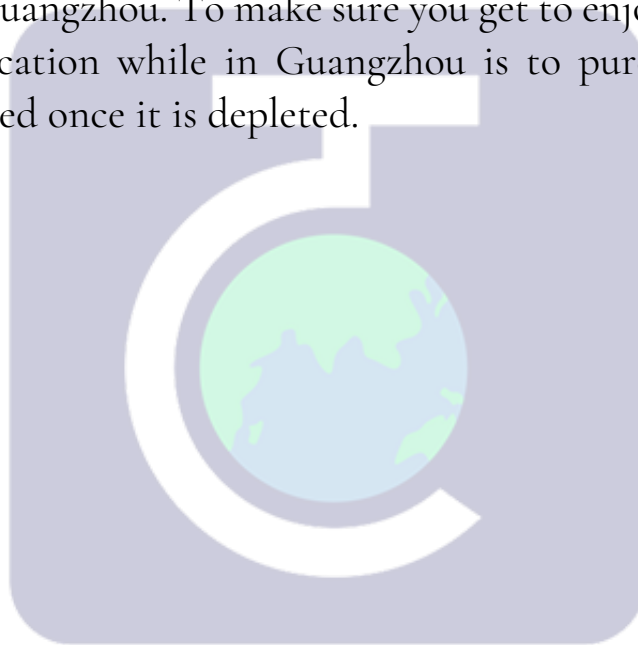 uangzhou. To make sure you get to enjo
cation while in Guangzhou is to pur
ed once it is depleted.